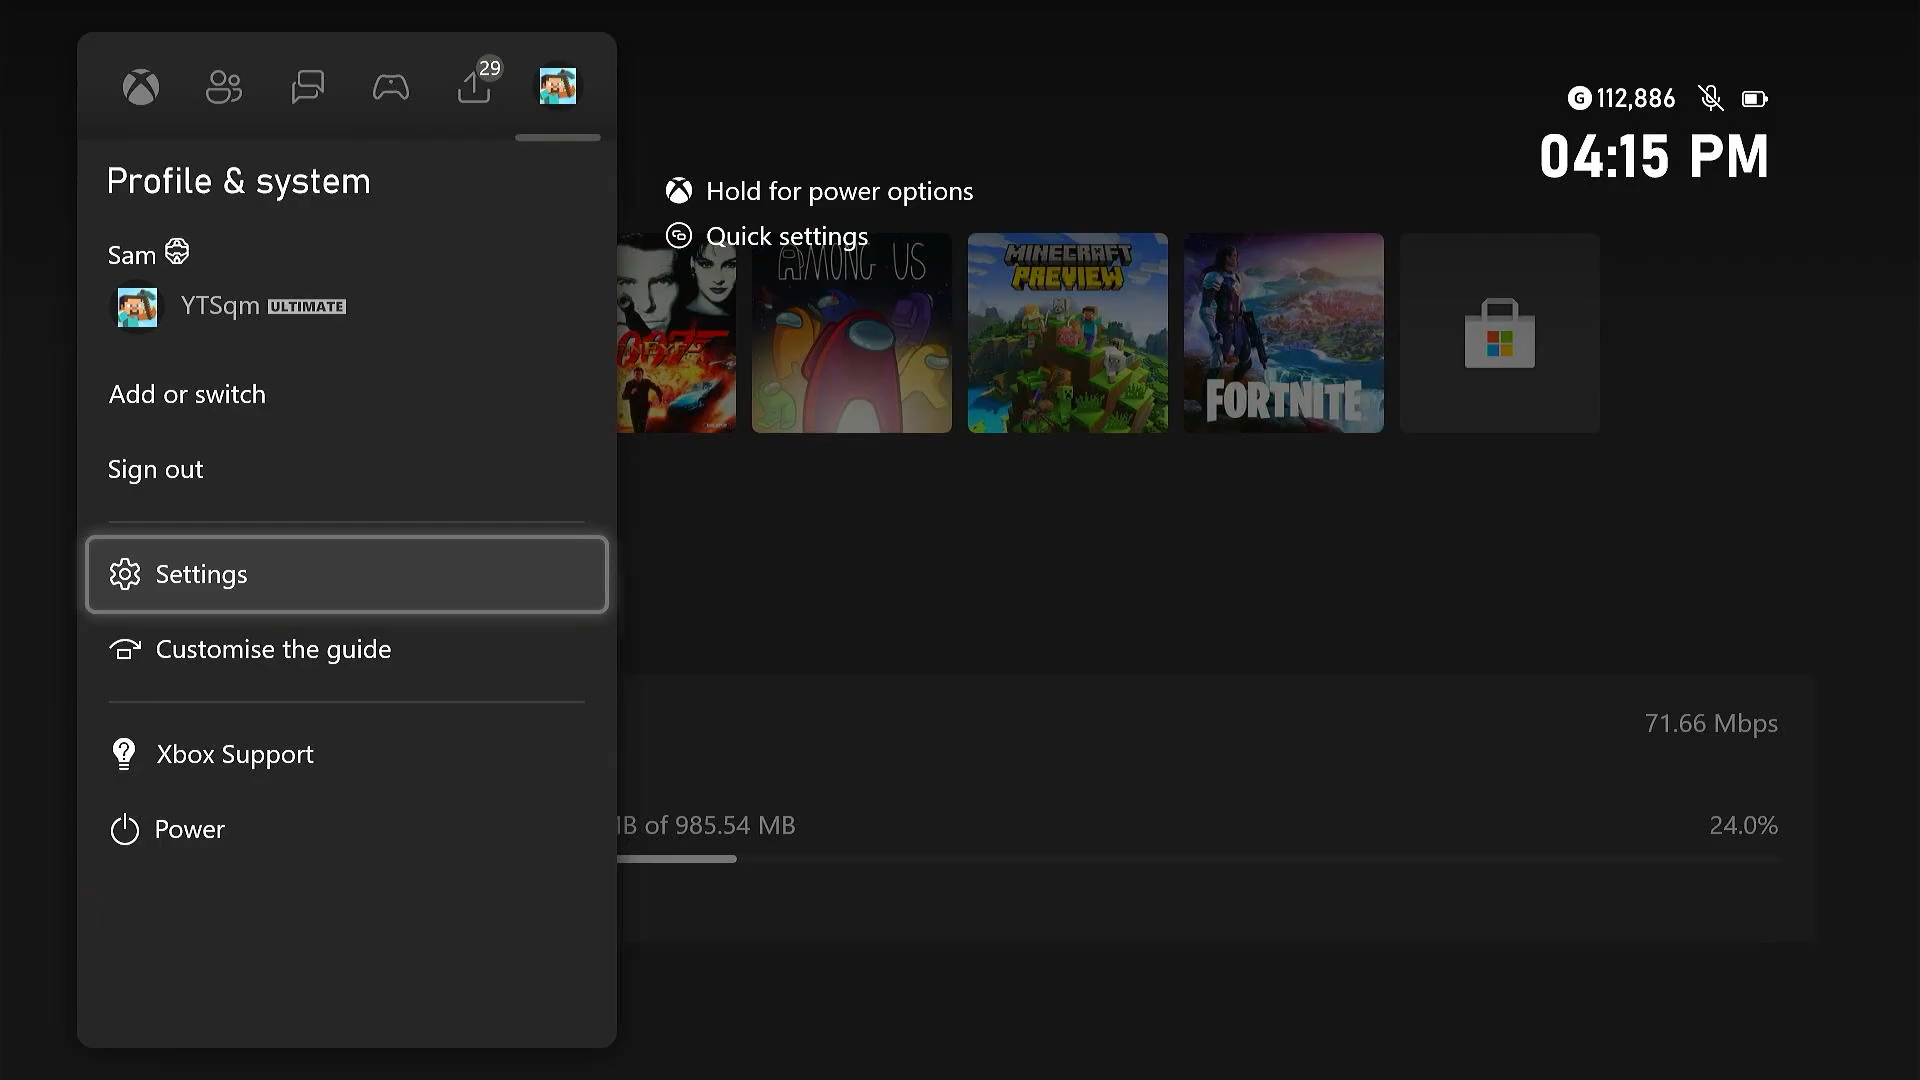 29
G 112,886
04:15 PM
Profile & system
Hold for power options
Quick settings
Sam
YTSqm ULTIMATE
Add or switch
Sign out
AMONG US
MINECRAFT
PREVIEW
FORTNITE
Settings
Customise the guide
71.66 Mbps
Xbox Support
Power
MB of 985.54 MB
24.0%